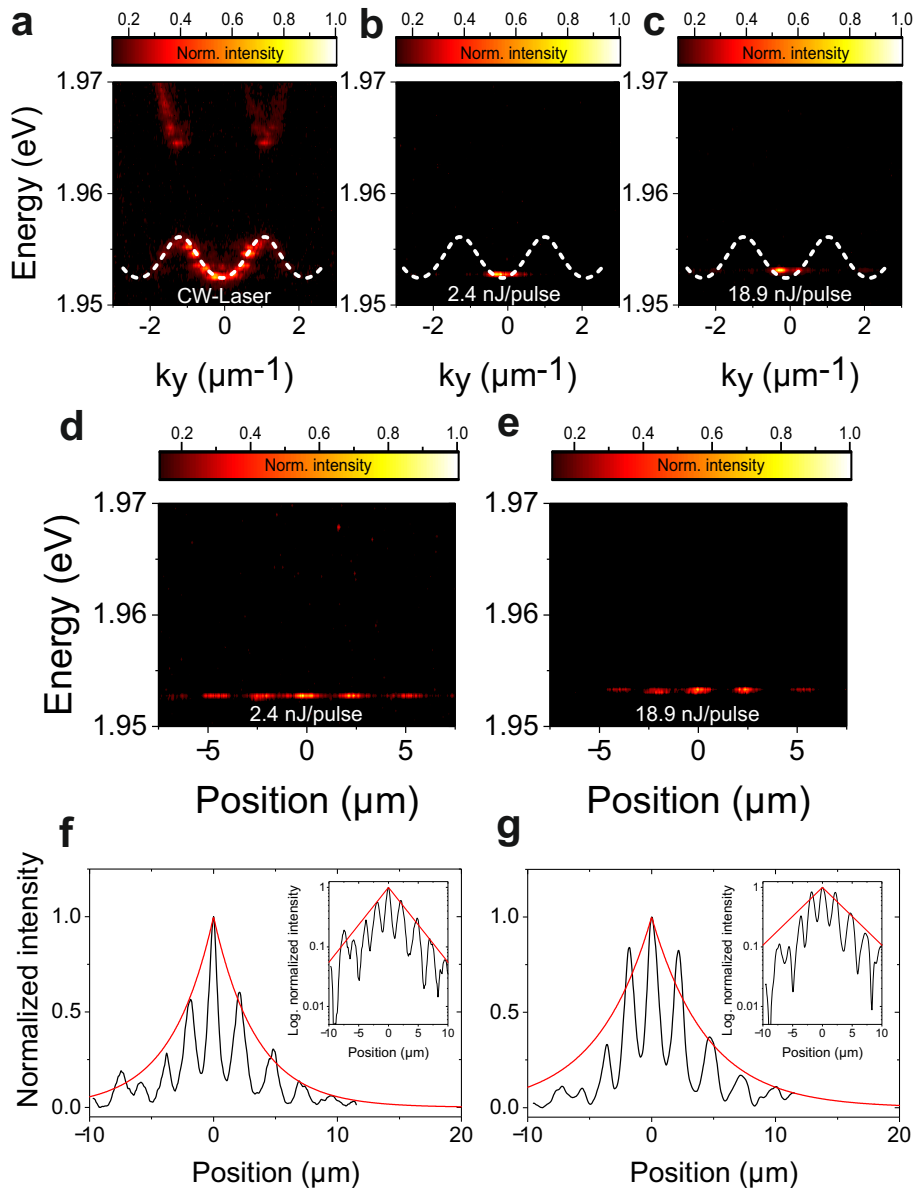 a b c
0.2 0.4 0.6 0.8 1.0 0.2 0.4 0.6 0.8 1.0 0.2 0.4 0.6 0.8 1.0
Norm. intensity Norm. intensity Norm. intensity
1.97 1.97 1.97
1.96 1.96 1.96
1.95 1.95 1.95
Energy (eV)
CW-Laser 2.4 nJ/pulse 18.9 nJ/pulse
-2 0 2 -2 0 2 -2 0 2
ky (µm-1) ky (µm-1) ky (µm-1)
d e
0.2 0.4 0.6 0.8 1.0 0.2 0.4 0.6 0.8 1.0
Norm. intensity Norm. intensity
1.97 1.97
1.96 1.96
1.95 1.95
Energy (eV)
2.4 nJ/pulse 18.9 nJ/pulse
−5 0 5 −5 0 5
Position (µm) Position (µm)
f g
Normalized intensity
1.0 1.0
0.5 0.5
0.0 0.0
−10 0 10 20 −10 0 10 20
Position (µm) Position (µm)
Log. normalized intensity Log. normalized intensity
1 1
0.1 0.1
0.01 0.01
-10 -5 0 5 10 -10 -5 0 5 10
Position (µm) Position (µm)